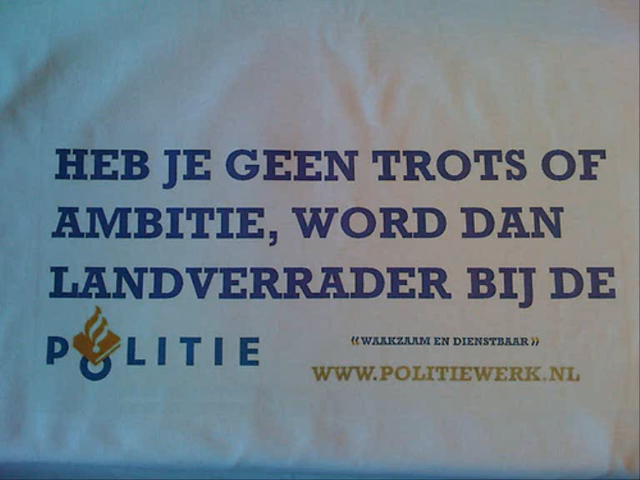 HEB JE GEEN TROTS OF
AMBITIE, WORD DAN
LANDVERRADER BIJ DE
POLITIE
«WAAKZAAM EN DIENSTBAAR»
WWW.POLITIEWERK.NL